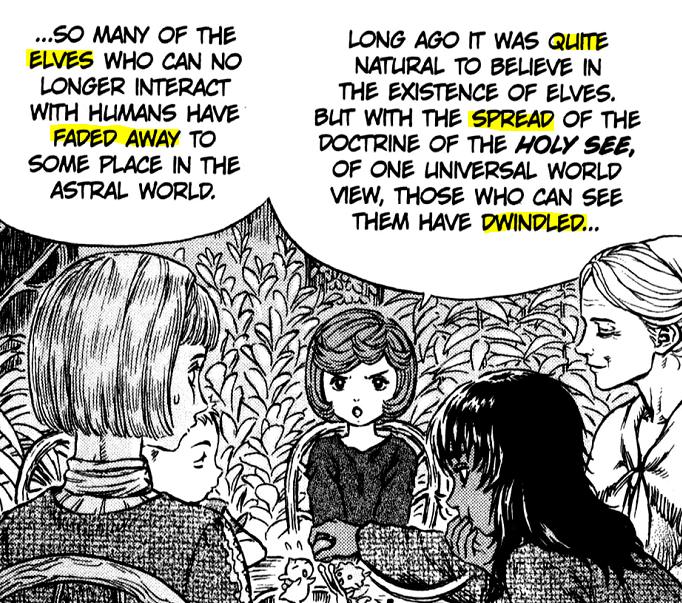 LONG AGO IT WAS QUITE
NATURAL TO BELIEVE IN
THE EXISTENCE OF ELVES.
BUT WITH THE SPREAD OF THE
DOCTRINE OF THE HOLY SEE,
OF ONE UNIVERSAL WORLD
VIEW, THOSE WHO CAN SEE
THEM HAVE DWINDLED...
...SO MANY OF THE
ELVES WHO CAN NO
LONGER INTERACT
WITH HUMANS HAVE
FADED AWAY TO
SOME PLACE IN THE
ASTRAL WORLD.